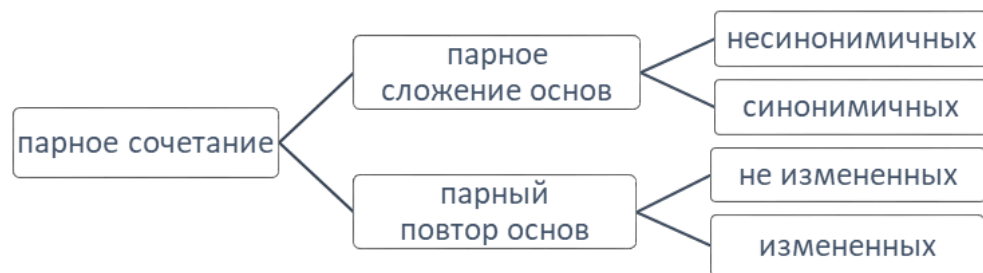 парное сочетание
парное
сложение основ
несинонимичных
синонимичных
парный
повтор основ
не измененных
измененных